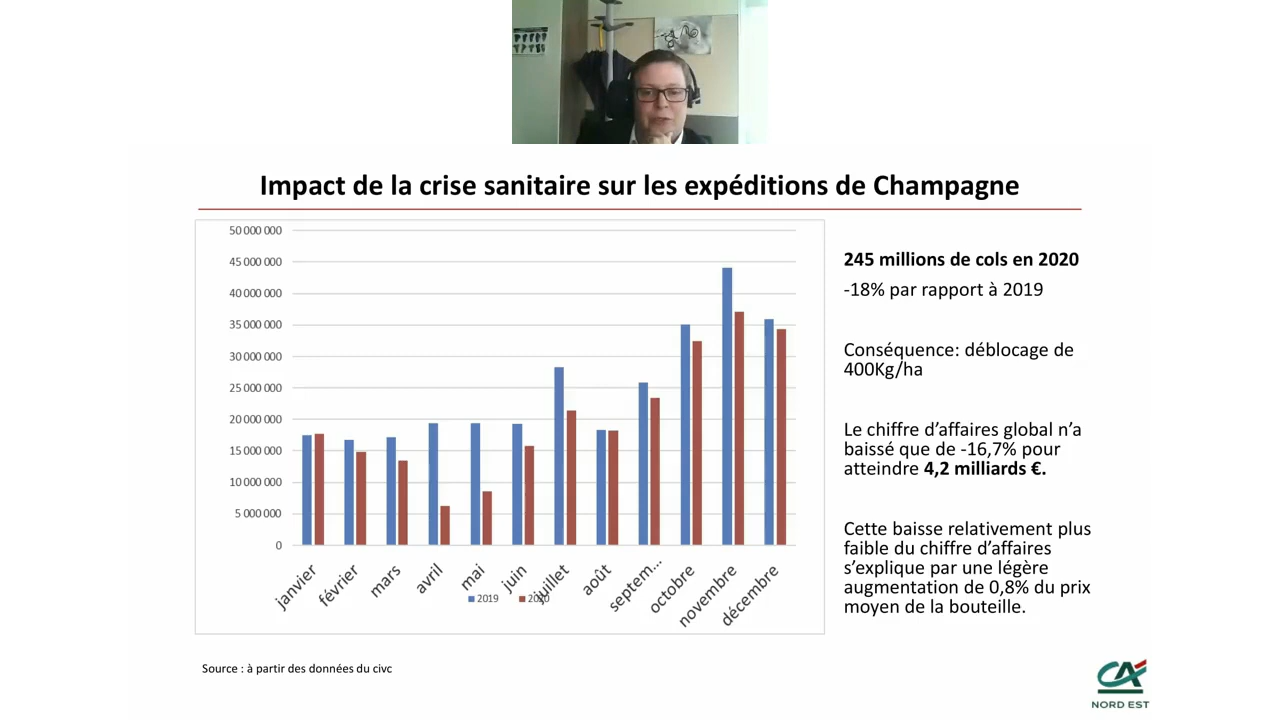 Impact de la crise sanitaire sur les expéditions de Champagne
50 000 000
45 000 000
40 000 000
35 000 000
30 000 000
25 000 000
20 000 000
15 000 000
10 000 000
5 000 000
0
janvier
février
mars
avril
mai
juin
juillet
août
septem...
octobre
novembre
décembre
2019
2020
245 millions de cols en 2020
-18% par rapport à 2019
Conséquence: déblocage de
400Kg/ha
Le chiffre d’affaires global n’a
baissé que de -16,7% pour
atteindre 4,2 milliards €.
Cette baisse relativement plus
faible du chiffre d’affaires
s’explique par une légère
augmentation de 0,8% du prix
moyen de la bouteille.
Source : à partir des données du civc
CA
NORD EST